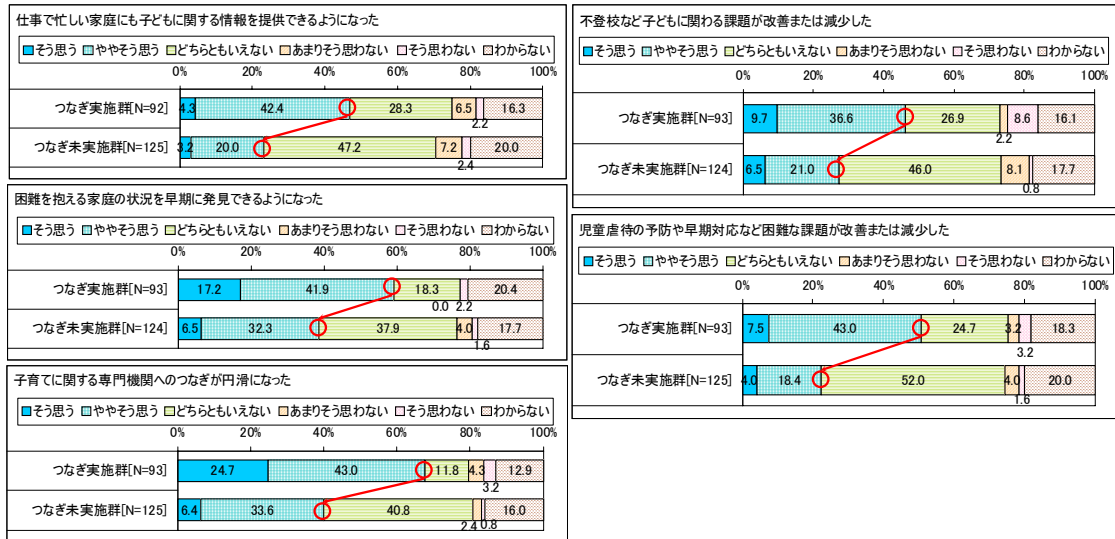 仕事で忙しい家庭にも子どもに関する情報を提供できるようになった
そう思う ややそう思う どちらともいえない あまりそう思わない そう思わない わからない
0% 20% 40% 60% 80% 100%
つなぎ実施群[N=92] 4.3 42.4 28.3 6.5 2.2 16.3
つなぎ未実施群[N=125] 3.2 20.0 47.2 7.2 2.4 20.0
困難を抱える家庭の状況を早期に発見できるようになった
そう思う ややそう思う どちらともいえない あまりそう思わない そう思わない わからない
0% 20% 40% 60% 80% 100%
つなぎ実施群[N=93] 17.2 41.9 18.3 0.0 2.2 20.4
つなぎ未実施群[N=124] 6.5 32.3 37.9 4.0 1.6 17.7
子育てに関する専門機関へのつなぎが円滑になった
そう思う ややそう思う どちらともいえない あまりそう思わない そう思わない わからない
0% 20% 40% 60% 80% 100%
つなぎ実施群[N=93] 24.7 43.0 11.8 4.3 3.2 12.9
つなぎ未実施群[N=125] 6.4 33.6 40.8 2.4 0.8 16.0
不登校など子どもに関わる課題が改善または減少した
そう思う ややそう思う どちらともいえない あまりそう思わない そう思わない わからない
0% 20% 40% 60% 80% 100%
つなぎ実施群[N=93] 9.7 36.6 26.9 2.2 8.6 16.1
つなぎ未実施群[N=124] 6.5 21.0 46.0 8.1 0.8 17.7
児童虐待の予防や早期対応など困難な課題が改善または減少した
そう思う ややそう思う どちらともいえない あまりそう思わない そう思わない わからない
0% 20% 40% 60% 80% 100%
つなぎ実施群[N=93] 7.5 43.0 24.7 3.2 3.2 18.3
つなぎ未実施群[N=125] 4.0 18.4 52.0 4.0 1.6 20.0